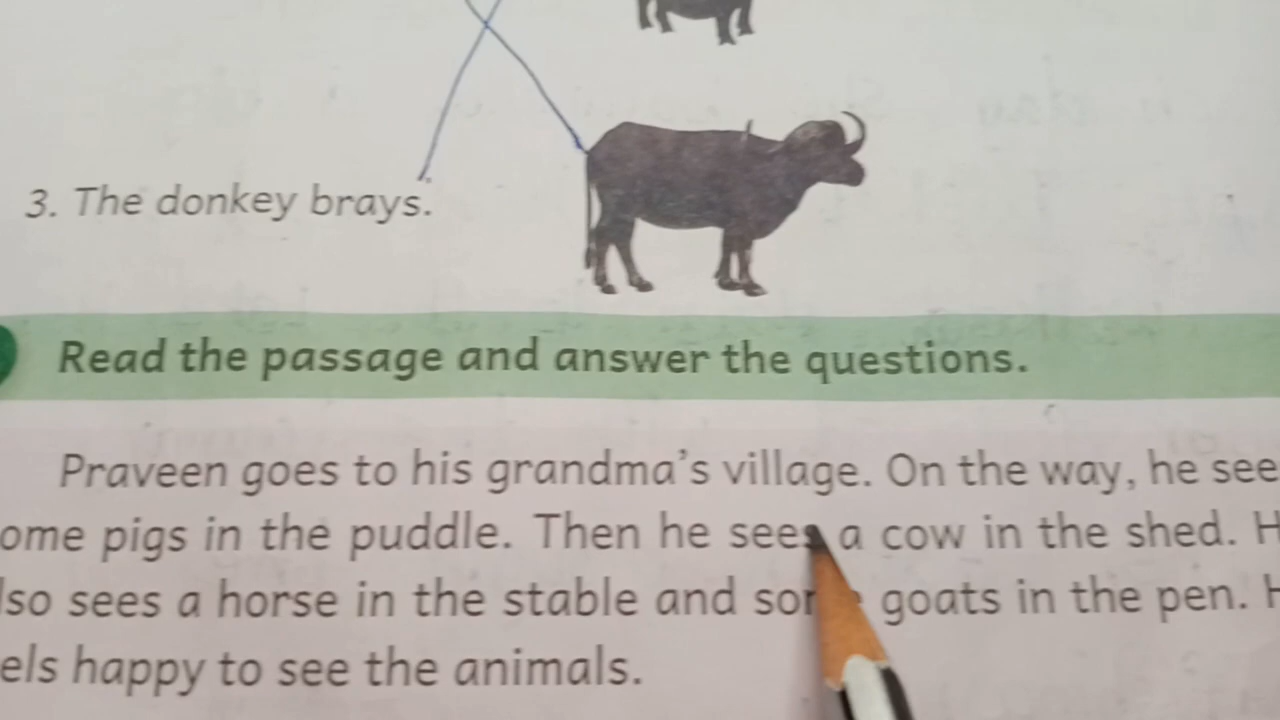 3. The donkey brays.
Read the passage and answer the questions.
Praveen goes to his grandma's village. On the way, he see
ome pigs in the puddle. Then he sees a cow in the shed. H
lso sees a horse in the stable and some goats in the pen. H
els happy to see the animals.